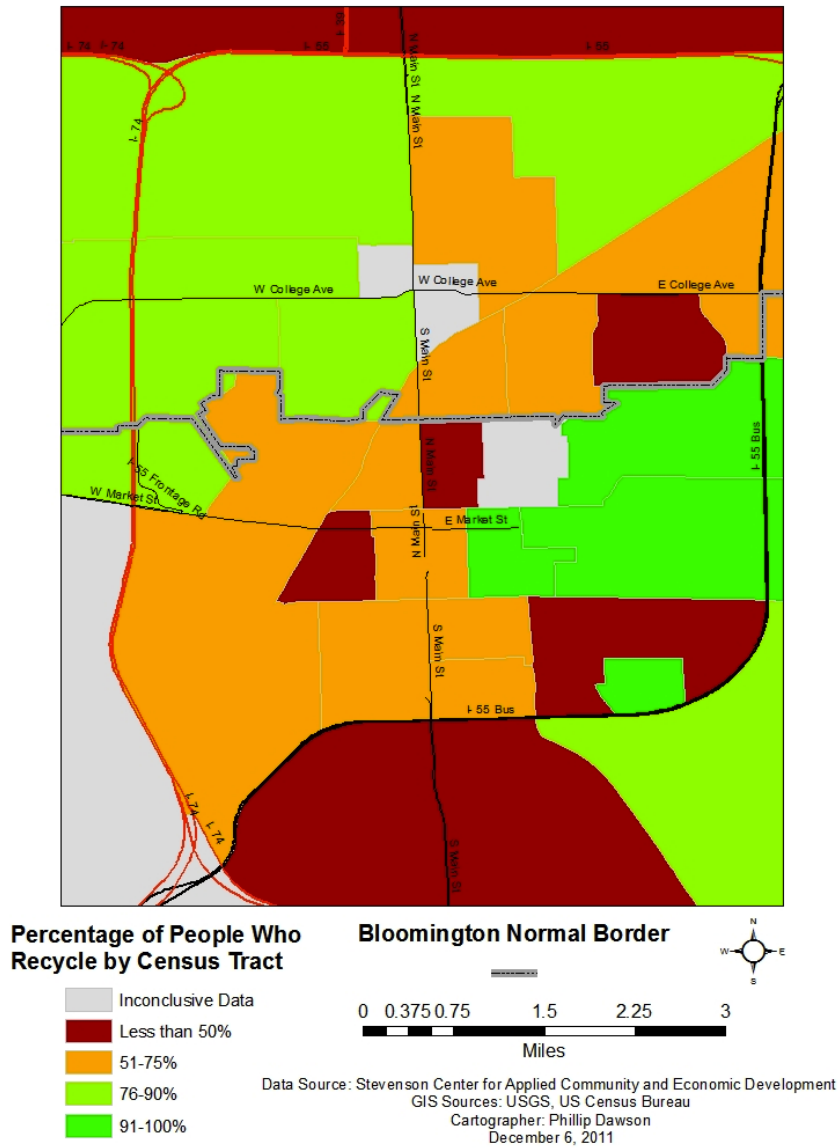 I- 74
I- 74
I- 55
I- 39
I- 55
N Main St
N Main St
I- 74
W College Ave
W College Ave
E College Ave
S Main St
I- 55 Bus
N Main St
I-55 Frontage Rd
W Market St
E Market St
N Main St
S Main St
I- 55 Bus
I- 74
I- 74
S Main St
Percentage of People Who
Recycle by Census Tract
Inconclusive Data
Less than 50%
51-75%
76-90%
91-100%
Bloomington Normal Border
N
W
E
S
0 0.375 0.75 1.5 2.25 3
Miles
Data Source: Stevenson Center for Applied Community and Economic Development
GIS Sources: USGS, US Census Bureau
Cartographer: Phillip Dawson
December 6, 2011